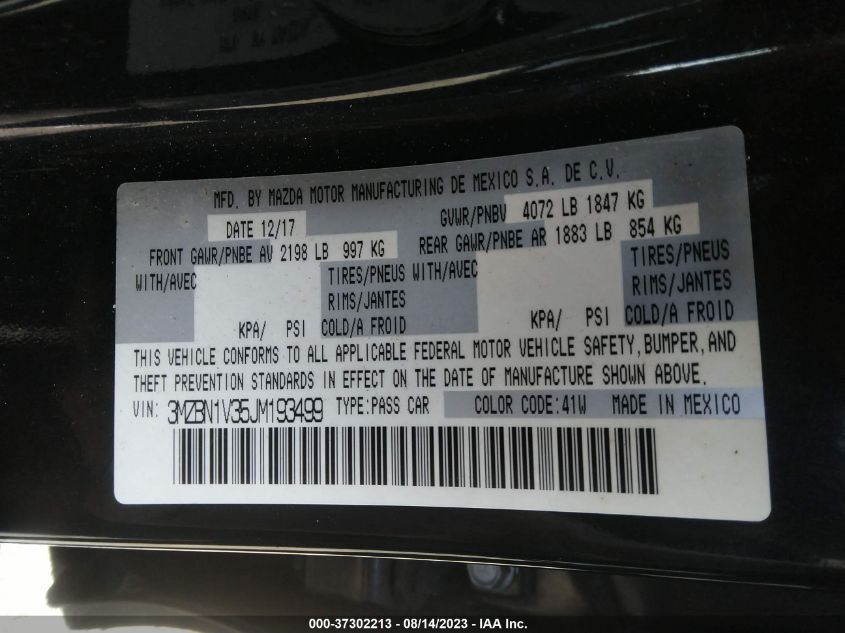 MFD. BY MAZDA MOTOR MANUFACTURING DE MEXICO S.A. DE C.V.
DATE 12/17 GVWR/PNBV 4072 LB 1847 KG
FRONT GAWR/PNBE AV 2198 LB 997 KG REAR GAWR/PNBE AR 1883 LB 854 KG
WITH/AVEC TIRES/PNEUS WITH/AVEC TIRES/PNEUS
RIMS/JANTES RIMS/JANTES
KPA/ PSI COLD/A FROID KPA/ PSI COLD/A FROID
THIS VEHICLE CONFORMS TO ALL APPLICABLE FEDERAL MOTOR VEHICLE SAFETY, BUMPER, AND
THEFT PREVENTION STANDARDS IN EFFECT ON THE DATE OF MANUFACTURE SHOWN ABOVE.
VIN: 3MZBN1V35JM193499 TYPE:PASS CAR COLOR CODE:41W MADE IN MEXICO
000-37302213 - 08/14/2023 - IAA Inc.